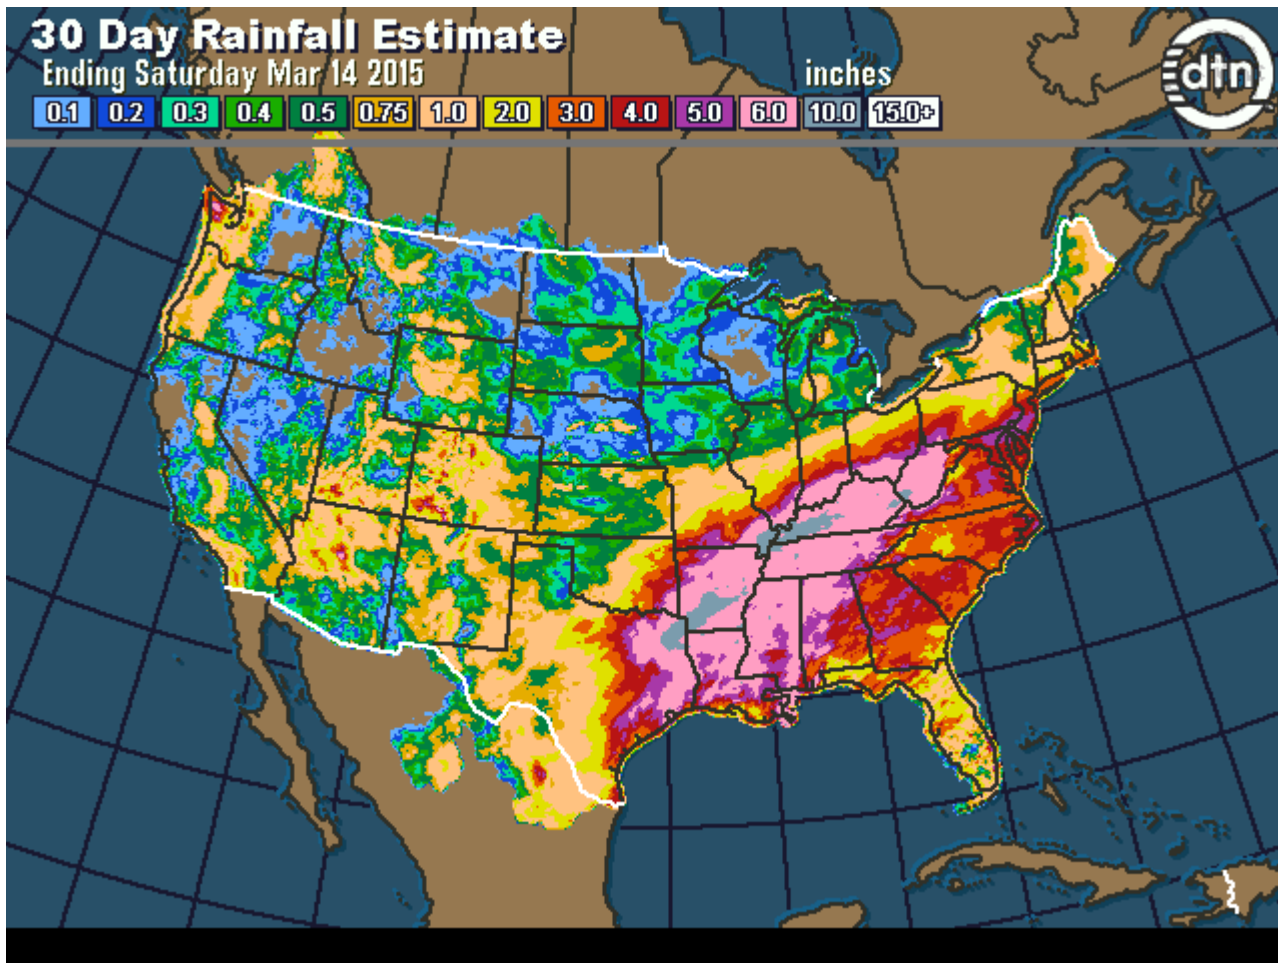 30 Day Rainfall Estimate
Ending Saturday Mar 14 2015 inches
0.1 0.2 0.3 0.4 0.5 0.75 1.0 2.0 3.0 4.0 5.0 6.0 10.0 15.0+
dtn